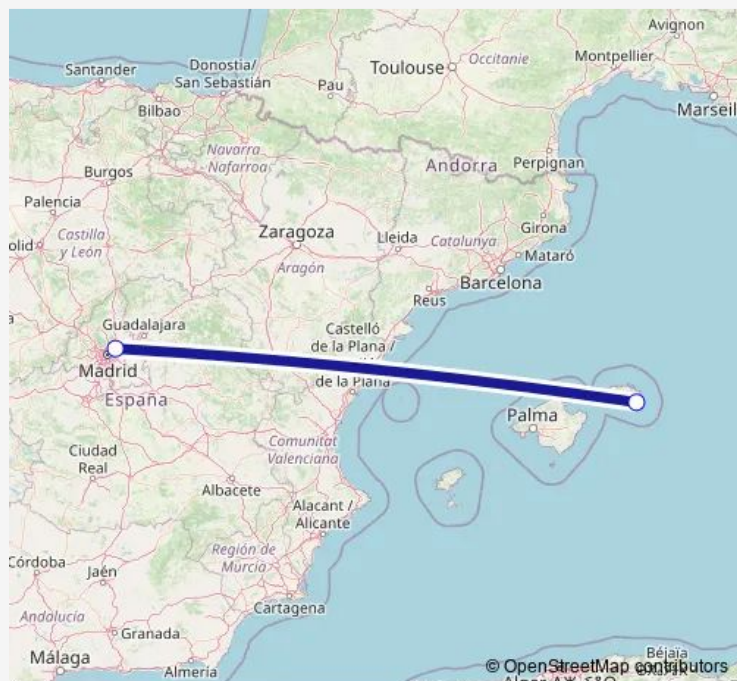 Avignon
Donostia/
San Sebastián
Santander
Toulouse
Occitanie
Montpellier
Pau
Marseil
Bilbao
Navarra
Nafarroa
Andorra
Perpignan
Burgos
Palencia
Castilla
y León
olid
Zaragoza
Lleida
Catalunya
Girona
Mataró
Aragón
Barcelona
Reus
Guadalajara
Castelló
de la Plana /
de la Plana
Madrid
España
Palma
Ciudad
Real
Comunitat
Valenciana
Albacete
Alacant /
Alicante
Región de
Murcia
Córdoba
Jaén
Cartagena
Andalucía
Granada
Málaga
Almería
Béjaïa
© OpenStreetMap contributors